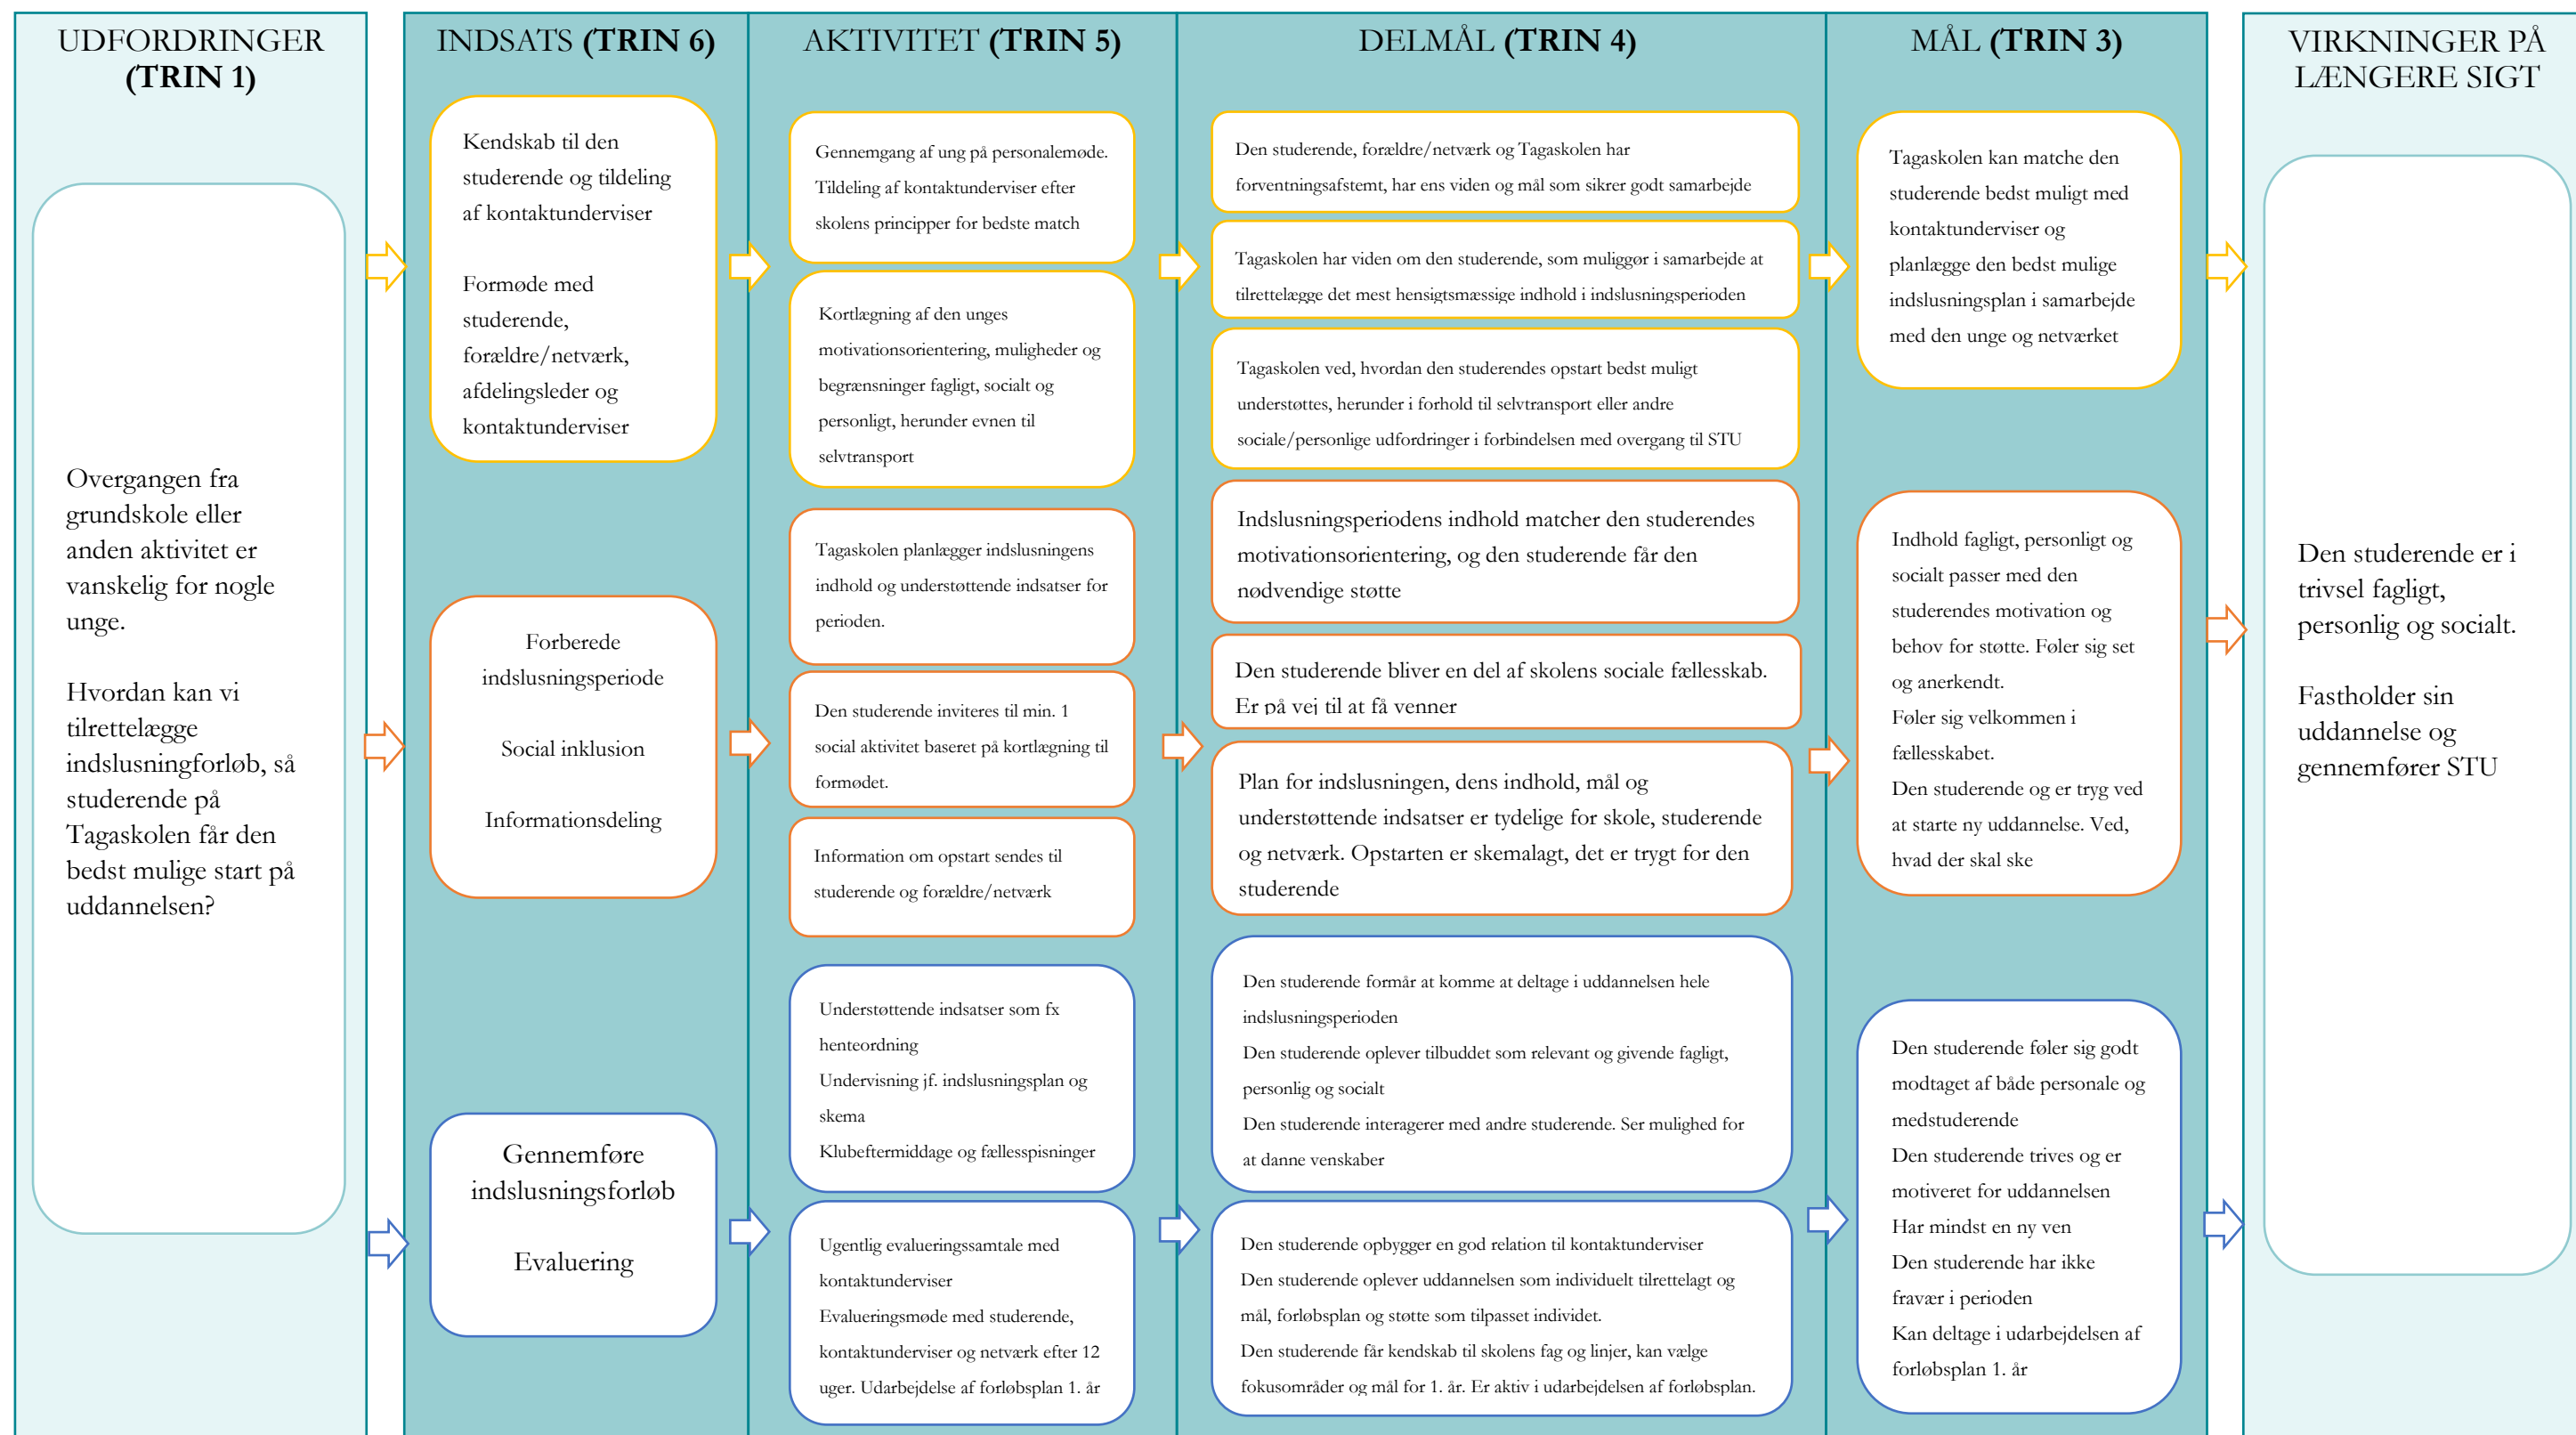 UDFORDRINGER
(TRIN 1)
Overgangen fra
grundskole eller
anden aktivitet er
vanskelig for nogle
unge.
Hvordan kan vi
tilrettelægge
indslusningforløb, så
studerende på
Tagaskolen får den
bedst mulige start på
uddannelsen?
INDSATS (TRIN 6)
Kendskab til den
studerende og tildeling
af kontaktunderviser
Formøde med
studerende,
forældre/netværk,
afdelingsleder og
kontaktunderviser
Forberede
indslusningsperiode
Social inklusion
Informationsdeling
Gennemføre
indslusningsforløb
Evaluering
AKTIVITET (TRIN 5)
Gennemgang af ung på personalemøde.
Tildeling af kontaktunderviser efter
skolens principper for bedste match
Kortlægning af den unges
motivationsorientering, muligheder og
begrænsninger fagligt, socialt og
personligt, herunder evnen til
selvtransport
Tagaskolen planlægger indslusningens
indhold og understøttende indsatser for
perioden.
Den studerende inviteres til min. 1
social aktivitet baseret på kortlægning til
formødet.
Information om opstart sendes til
studerende og forældre/netværk
Understøttende indsatser som fx
henteordning
Undervisning jf. indslusningsplan og
skema
Klubeftermiddage og fællesspisninger
Ugentlig evalueringssamtale med
kontaktunderviser
Evalueringsmøde med studerende,
kontaktunderviser og netværk efter 12
uger. Udarbejdelse af forløbsplan 1. år
DELMÅL (TRIN 4)
Den studerende, forældre/netværk og Tagaskolen har
forventningsafstemt, har ens viden og mål som sikrer godt samarbejde
Tagaskolen har viden om den studerende, som muliggør i samarbejde at
tilrettelægge det mest hensigtsmæssige indhold i indslusningsperioden
Tagaskolen ved, hvordan den studerendes opstart bedst muligt
understøttes, herunder i forhold til selvtransport eller andre
sociale/personlige udfordringer i forbindelsen med overgang til STU
Indslusningsperiodens indhold matcher den studerendes
motivationsorientering, og den studerende får den
nødvendige støtte
Den studerende bliver en del af skolens sociale fællesskab.
Er på vej til at få venner
Plan for indslusningen, dens indhold, mål og
understøttende indsatser er tydelige for skole, studerende
og netværk. Opstarten er skemalagt, det er trygt for den
studerende
Den studerende formår at komme at deltage i uddannelsen hele
indslusningsperioden
Den studerende oplever tilbuddet som relevant og givende fagligt,
personlig og socialt
Den studerende interagerer med andre studerende. Ser mulighed for
at danne venskaber
Den studerende opbygger en god relation til kontaktunderviser
Den studerende oplever uddannelsen som individuelt tilrettelagt og
mål, forløbsplan og støtte som tilpasset individet.
Den studerende får kendskab til skolens fag og linjer, kan vælge
fokusområder og mål for 1. år. Er aktiv i udarbejdelsen af forløbsplan.
MÅL (TRIN 3)
Tagaskolen kan matche den
studerende bedst muligt med
kontaktunderviser og
planlægge den bedst mulige
indslusningsplan i samarbejde
med den unge og netværket
Indhold fagligt, personligt og
socialt passer med den
studerendes motivation og
behov for støtte. Føler sig set
og anerkendt.
Føler sig velkommen i
fællesskabet.
Den studerende og er tryg ved
at starte ny uddannelse. Ved,
hvad der skal ske
Den studerende føler sig godt
modtaget af både personale og
medstuderende
Den studerende trives og er
motiveret for uddannelsen
Har mindst en ny ven
Den studerende har ikke
fravær i perioden
Kan deltage i udarbejdelsen af
forløbsplan 1. år
VIRKNINGER PÅ
LÆNGERE SIGT
Den studerende er i
trivsel fagligt,
personlig og socialt.
Fastholder sin
uddannelse og
gennemfører STU